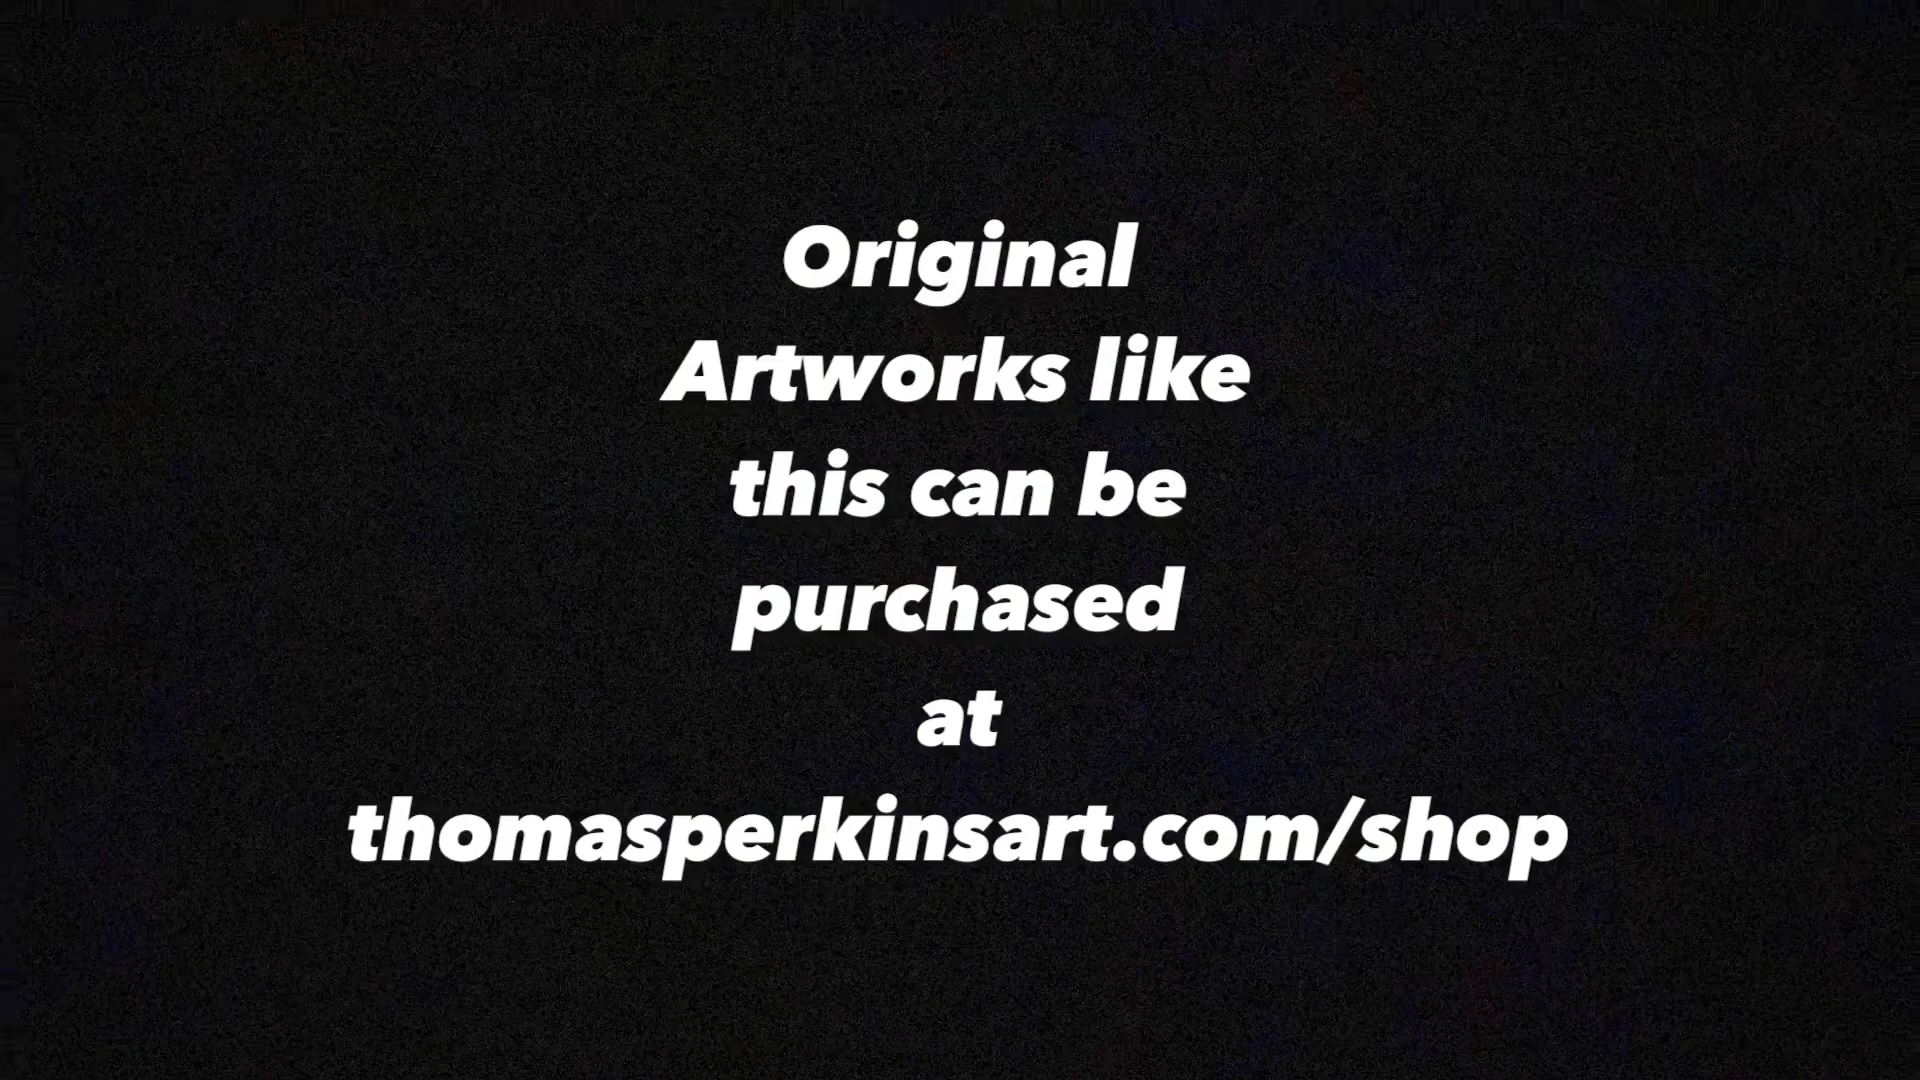 Original
Artworks like
this can be
purchased
at
thomasperkinsart.com/shop